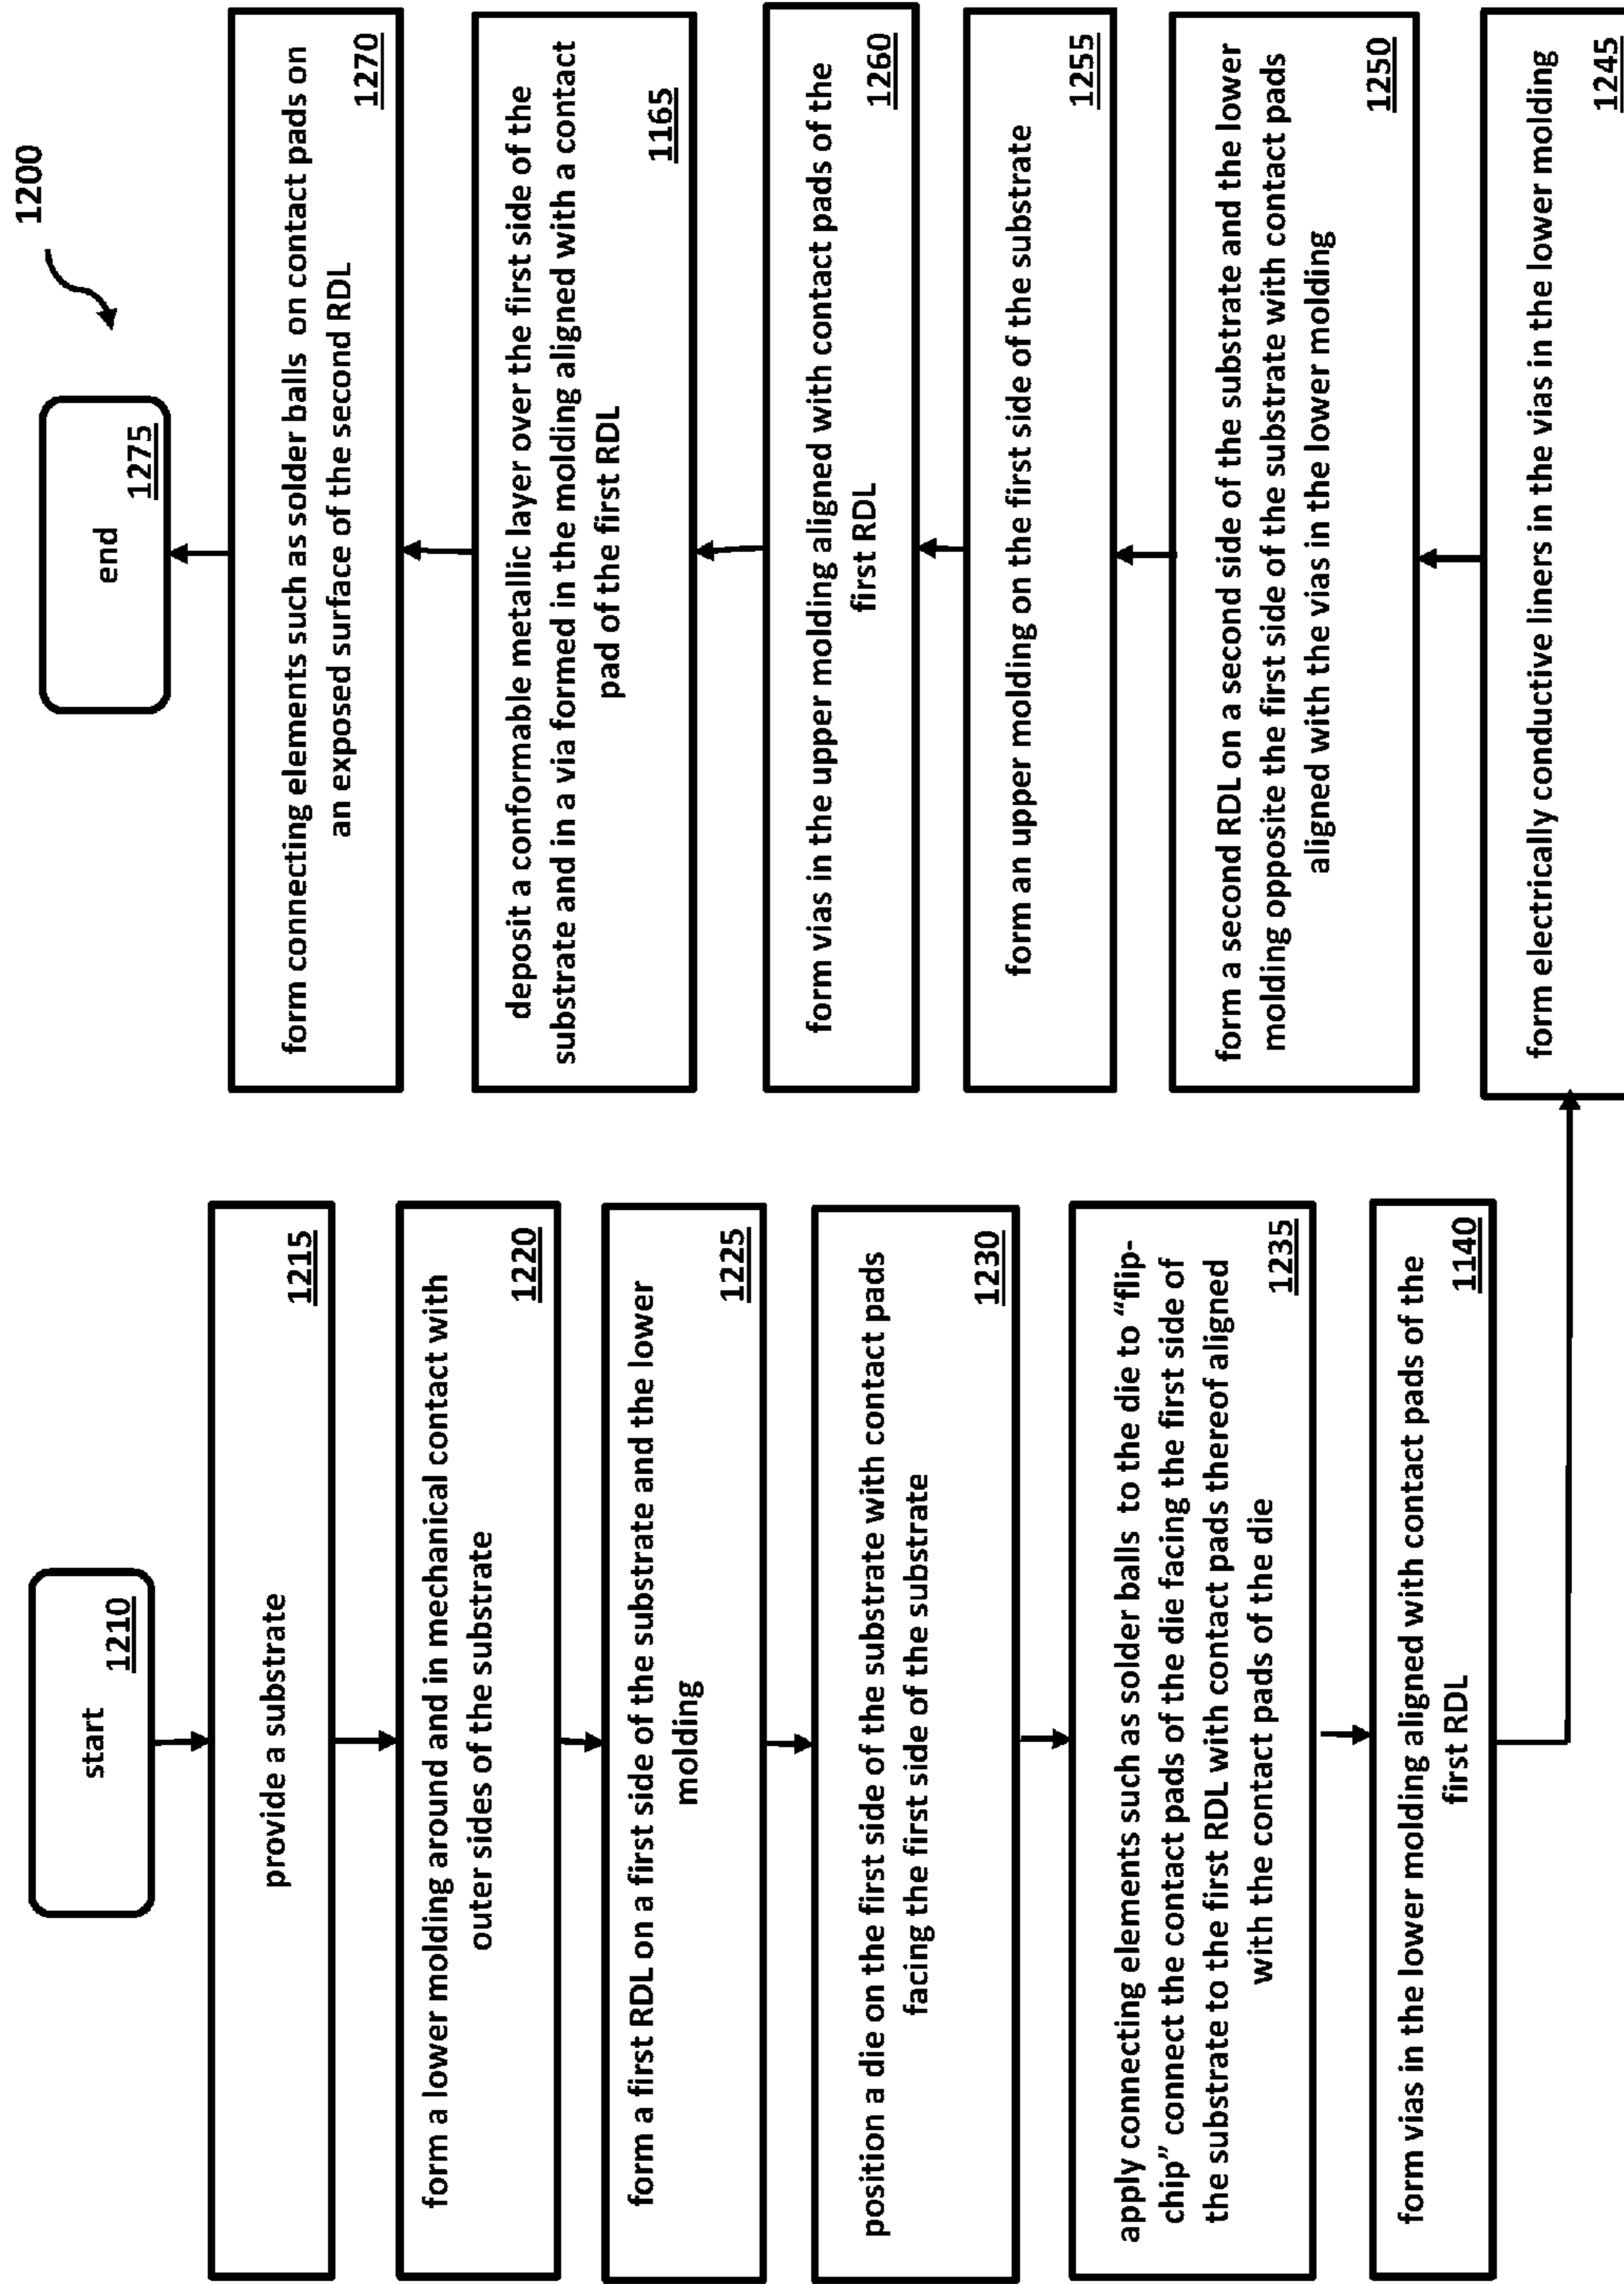 1200
start
1210
provide a substrate
1215
form a lower molding around and in mechanical contact with
outer sides of the substrate
1220
form a first RDL on a first side of the substrate and the lower
molding
1225
position a die on the first side of the substrate with contact pads
facing the first side of the substrate
1230
apply connecting elements such as solder balls to the die to “flip-
chip” connect the contact pads of the die facing the first side of
the substrate to the first RDL with contact pads thereof aligned
with the contact pads of the die
1235
form vias in the lower molding aligned with contact pads of the
first RDL
1140
form electrically conductive liners in the vias in the lower molding
1245
form a second RDL on a second side of the substrate and the lower
molding opposite the first side of the substrate with contact pads
aligned with the vias in the lower molding
1250
form an upper molding on the first side of the substrate
1255
form vias in the upper molding aligned with contact pads of the
first RDL
1260
deposit a conformable metallic layer over the first side of the
substrate and in a via formed in the molding aligned with a contact
pad of the first RDL
1165
form connecting elements such as solder balls on contact pads on
an exposed surface of the second RDL
1270
end
1275